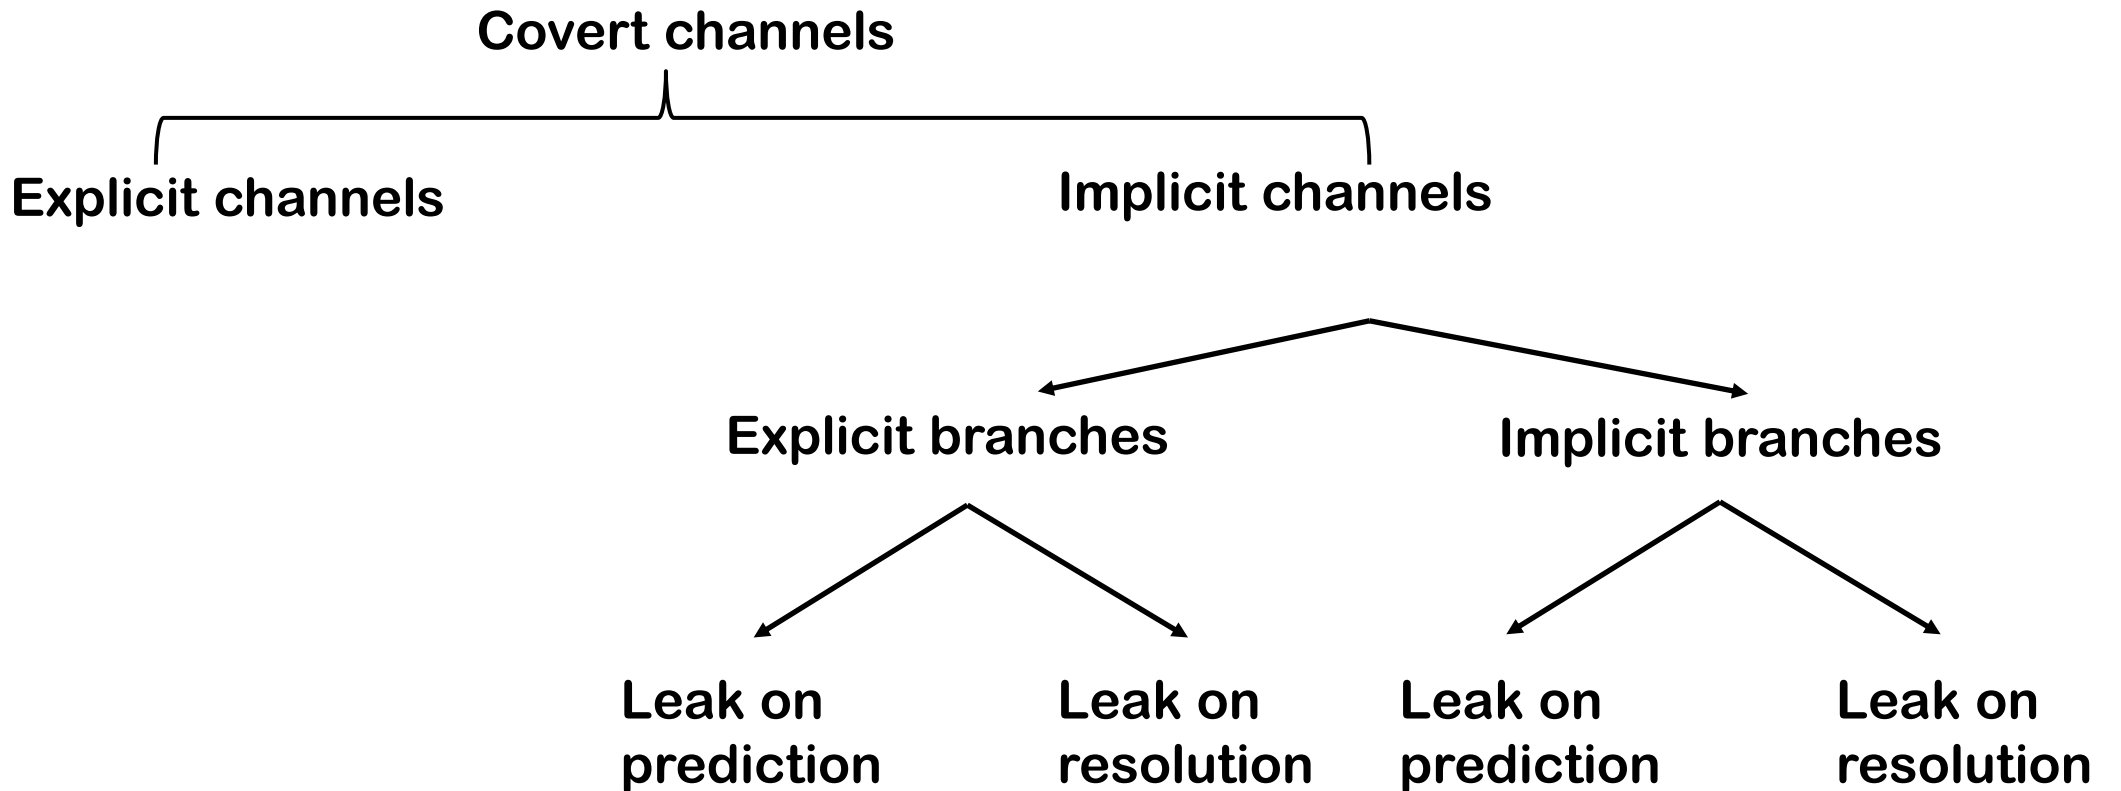 Covert channels
Explicit channels
Implicit channels
Explicit branches
Implicit branches
Leak on
prediction
Leak on
resolution
Leak on
prediction
Leak on
resolution